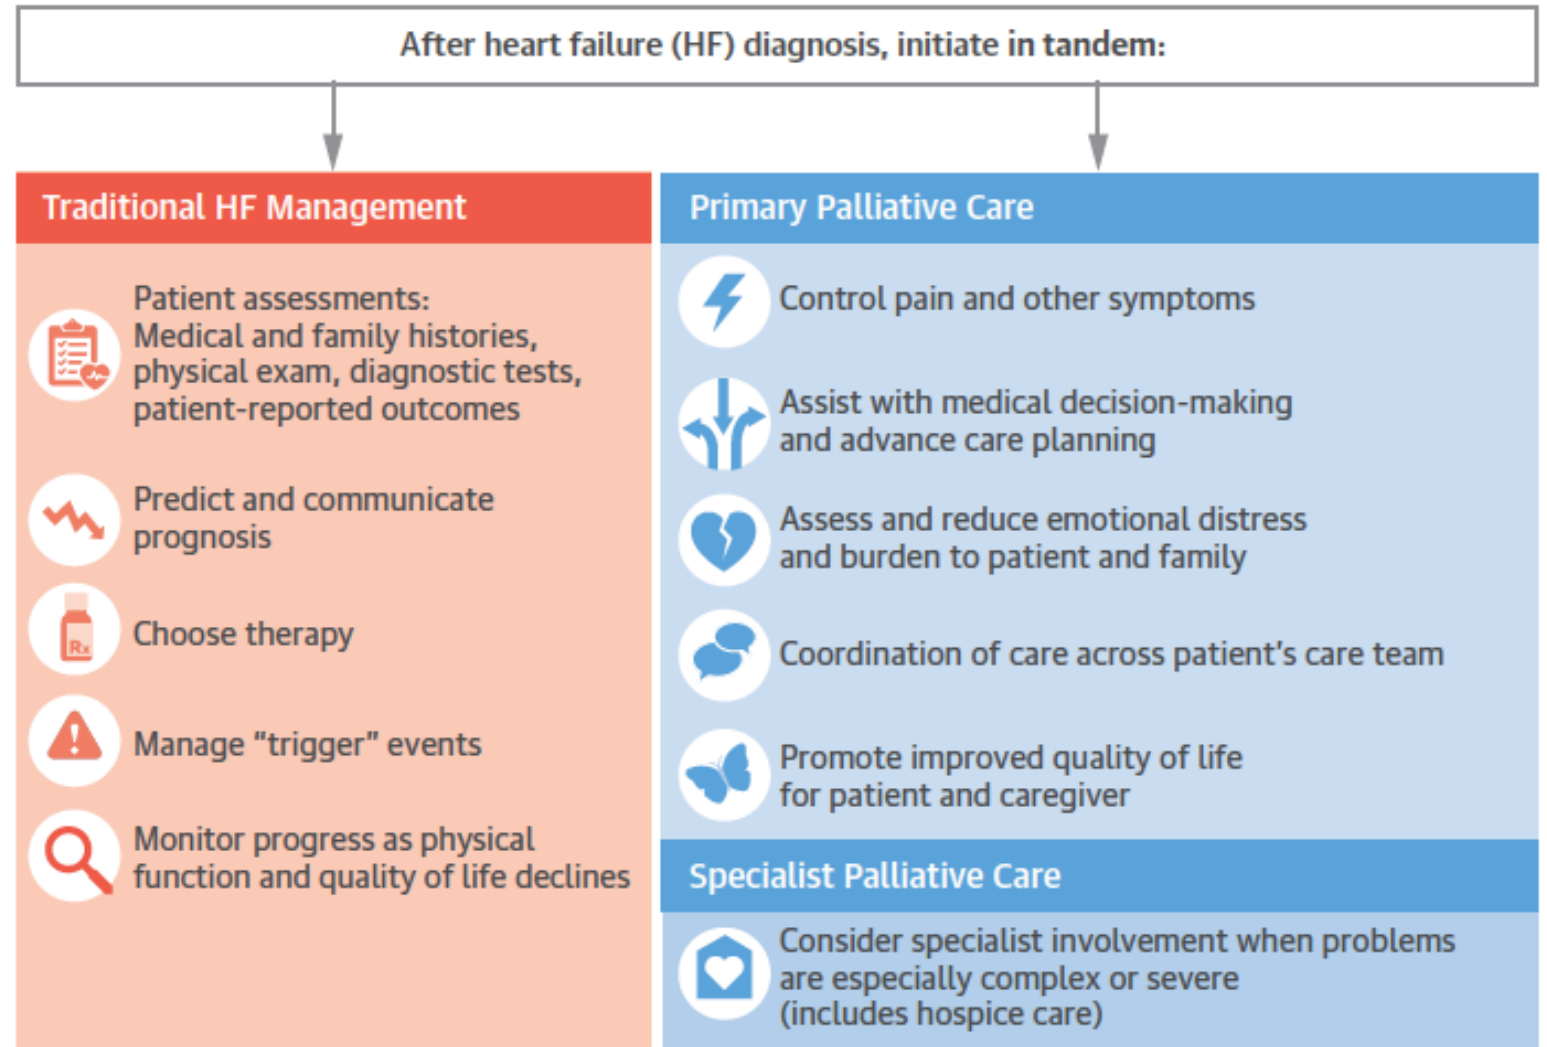 After heart failure (HF) diagnosis, initiate in tandem:
Traditional HF Management
Patient assessments:
Medical and family histories,
physical exam, diagnostic tests,
patient-reported outcomes
Predict and communicate
prognosis
Rx
Choose therapy
Manage “trigger” events
Monitor progress as physical
function and quality of life declines
Primary Palliative Care
Control pain and other symptoms
Assist with medical decision-making
and advance care planning
Assess and reduce emotional distress
and burden to patient and family
Coordination of care across patient’s care team
Promote improved quality of life
for patient and caregiver
Specialist Palliative Care
Consider specialist involvement when problems
are especially complex or severe
(includes hospice care)